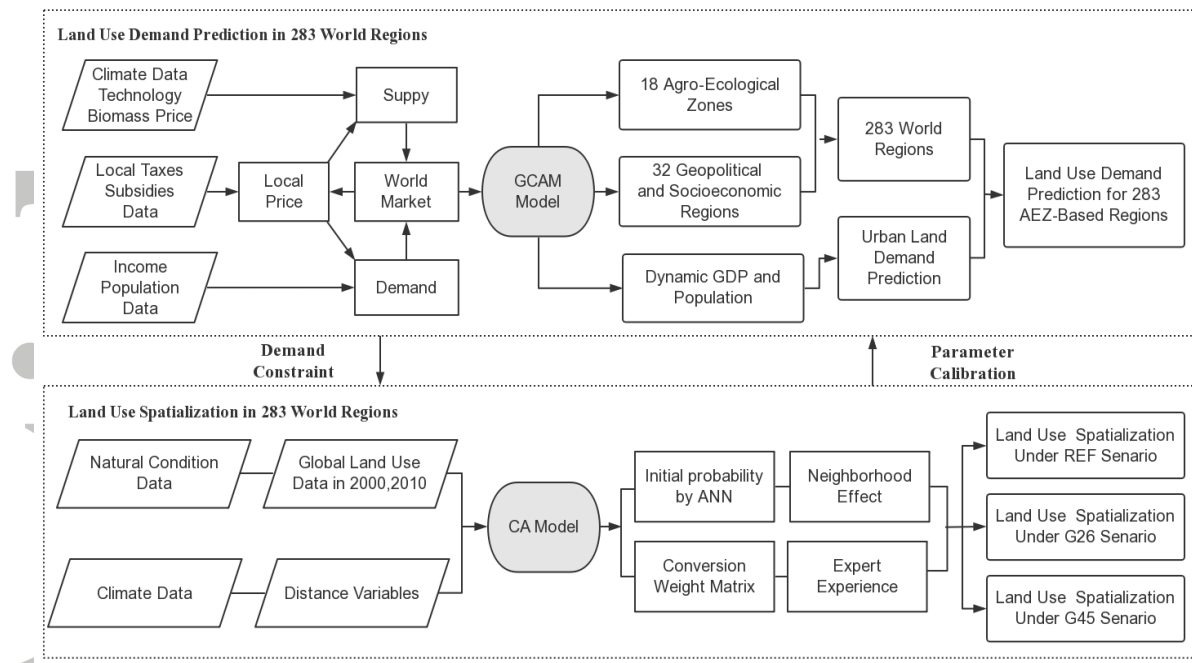 Land Use Demand Prediction in 283 World Regions
Climate Data
Technology
Biomass Price
Suppy
Local Taxes
Subsidies
Data
Local
Price
World
Market
Income
Population
Data
Demand
GCAM
Model
18 Agro-Ecological
Zones
32 Geopolitical
and Socioeconomic
Regions
Dynamic GDP and
Population
283 World
Regions
Urban Land
Demand
Prediction
Land Use Demand
Prediction for 283
AEZ-Based Regions
Demand
Constraint
Parameter
Calibration
Land Use Spatialization in 283 World Regions
Natural Condition
Data
Global Land Use
Data in 2000,2010
Climate Data
Distance Variables
CA Model
Initial probability
by ANN
Neighborhood
Effect
Conversion
Weight Matrix
Expert
Experience
Land Use Spatialization
Under REF Senario
Land Use Spatialization
Under G26 Senario
Land Use Spatialization
Under G45 Senario